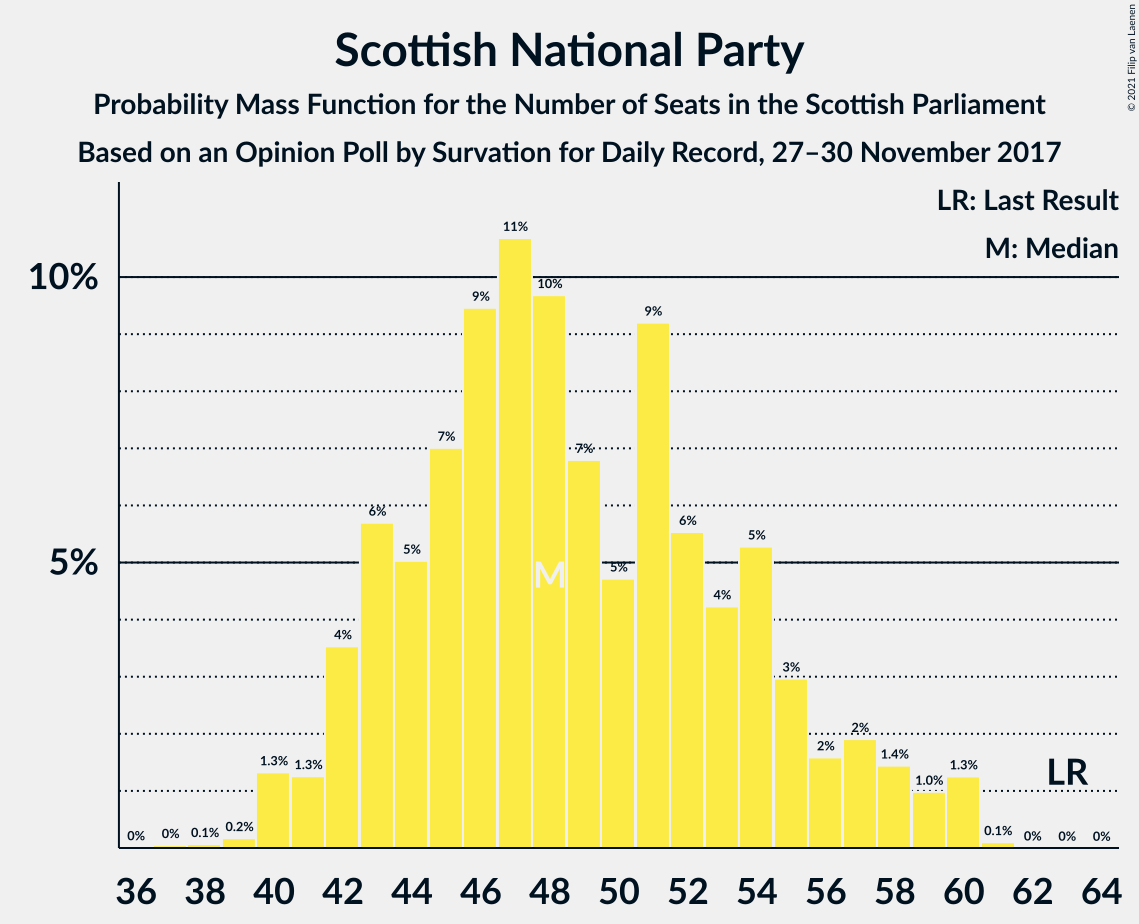 © 2021 Filip van Laenen
Scottish National Party
Probability Mass Function for the Number of Seats in the Scottish Parliament
Based on an Opinion Poll by Survation for Daily Record, 27–30 November 2017
LR: Last Result
M: Median
10%
5%
0% 0% 0.1% 0.2% 1.3% 1.3% 4% 6% 5% 7% 9% 11% 10% 7% 5% 9% 6% 4% 5% 3% 2% 2% 1.4% 1.0% 1.3% 0.1% 0% 0% 0%
M
LR
36 38 40 42 44 46 48 50 52 54 56 58 60 62 64